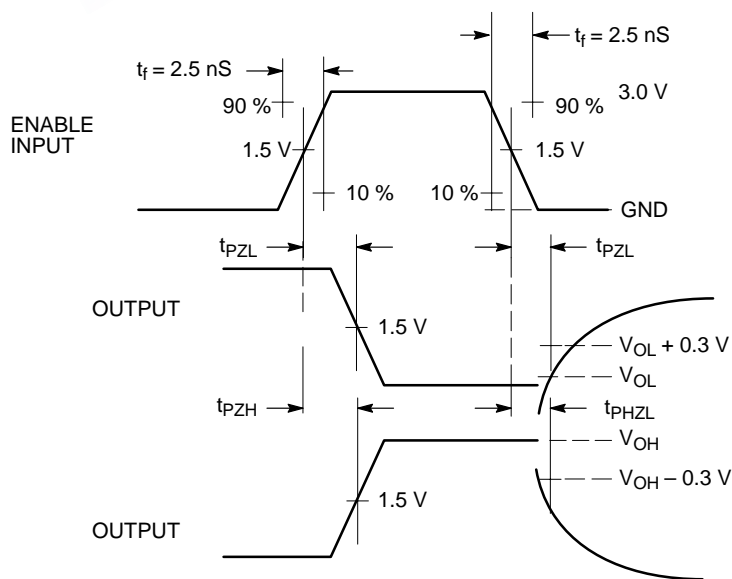 t_f = 2.5 nS
t_f = 2.5 nS
90 %
90 %
3.0 V
ENABLE
INPUT
1.5 V
1.5 V
10 %
10 %
GND
t_PZL
t_PZL
OUTPUT
1.5 V
V_OL + 0.3 V
V_OL
t_PZH
t_PHZL
V_OH
V_OH – 0.3 V
1.5 V
OUTPUT